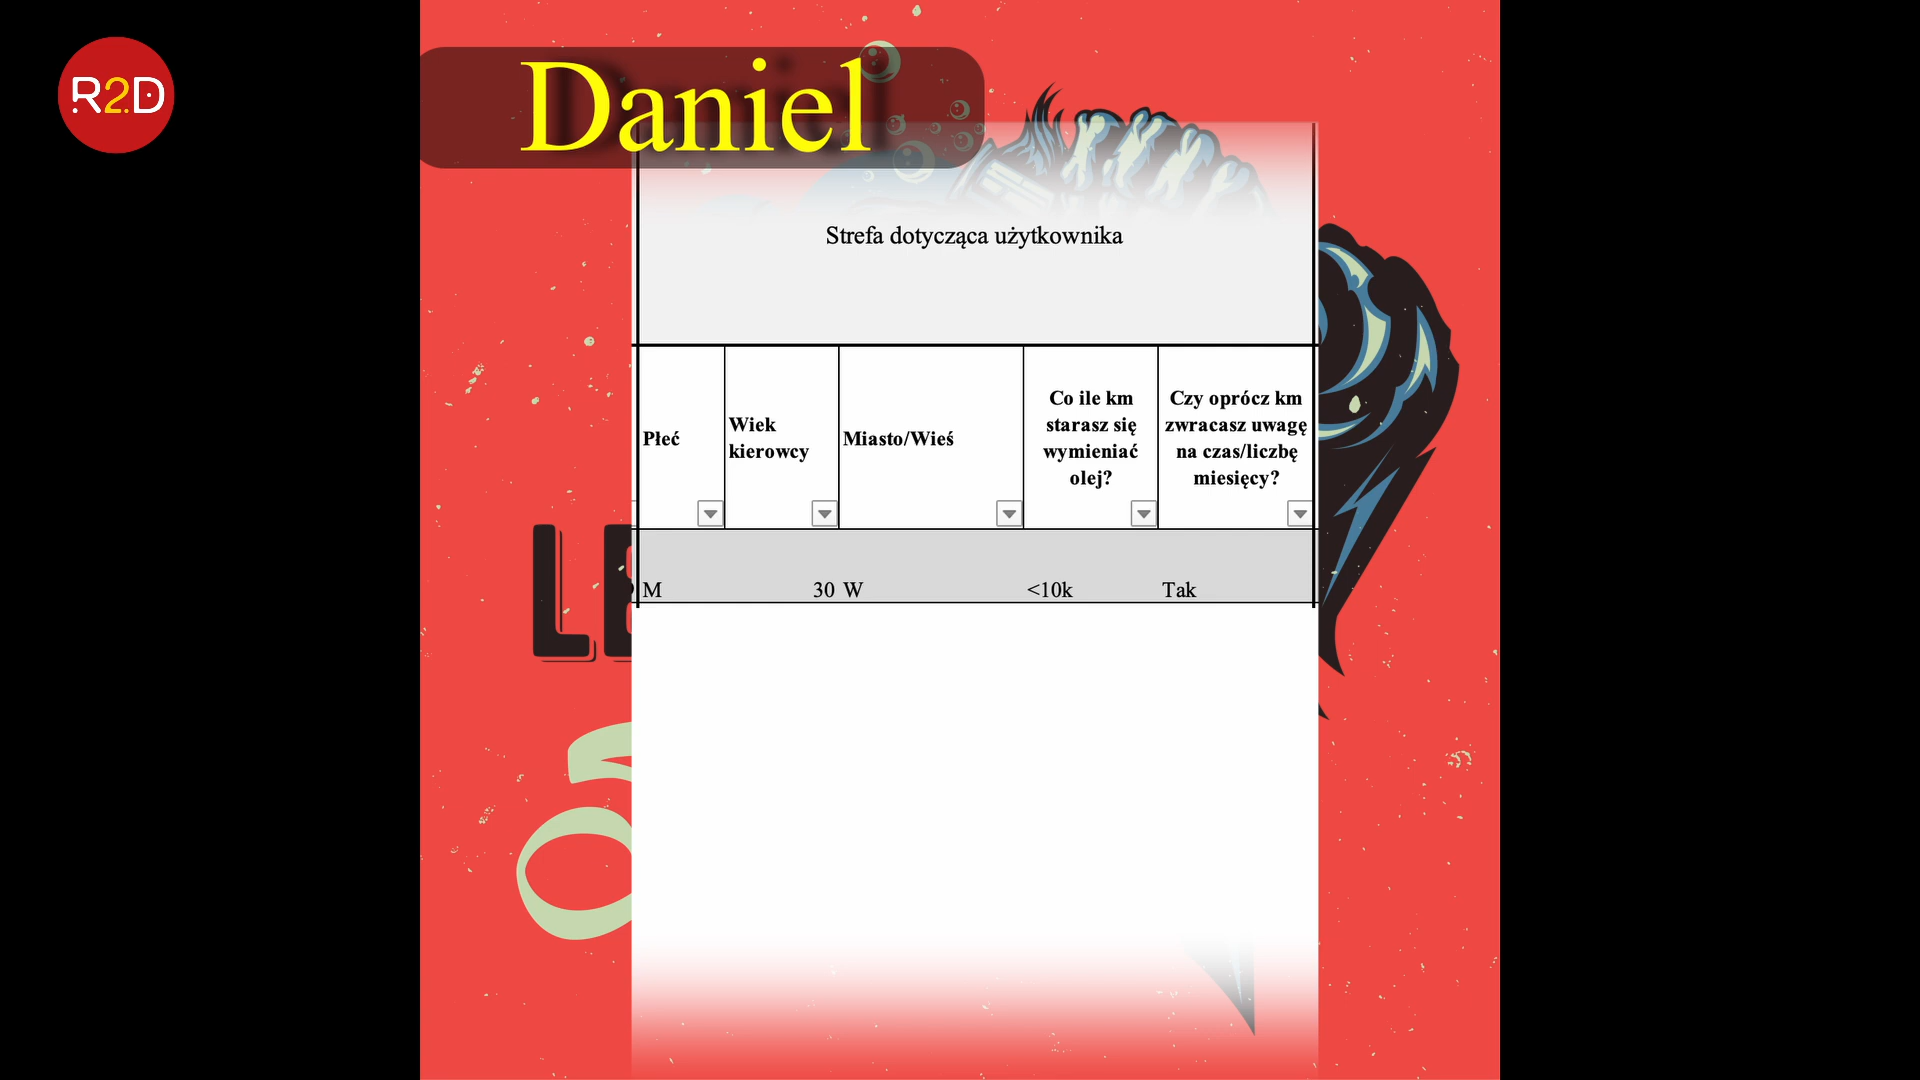 R2D
Daniel
Strefa dotycząca użytkownika
Płeć
Wiek
kierowcy
Miasto/Wieś
Co ile km
starasz się
wymieniać
olej?
Czy oprócz km
zwracasz uwagę
na czas/liczbę
miesięcy?
M 30 W <10k Tak